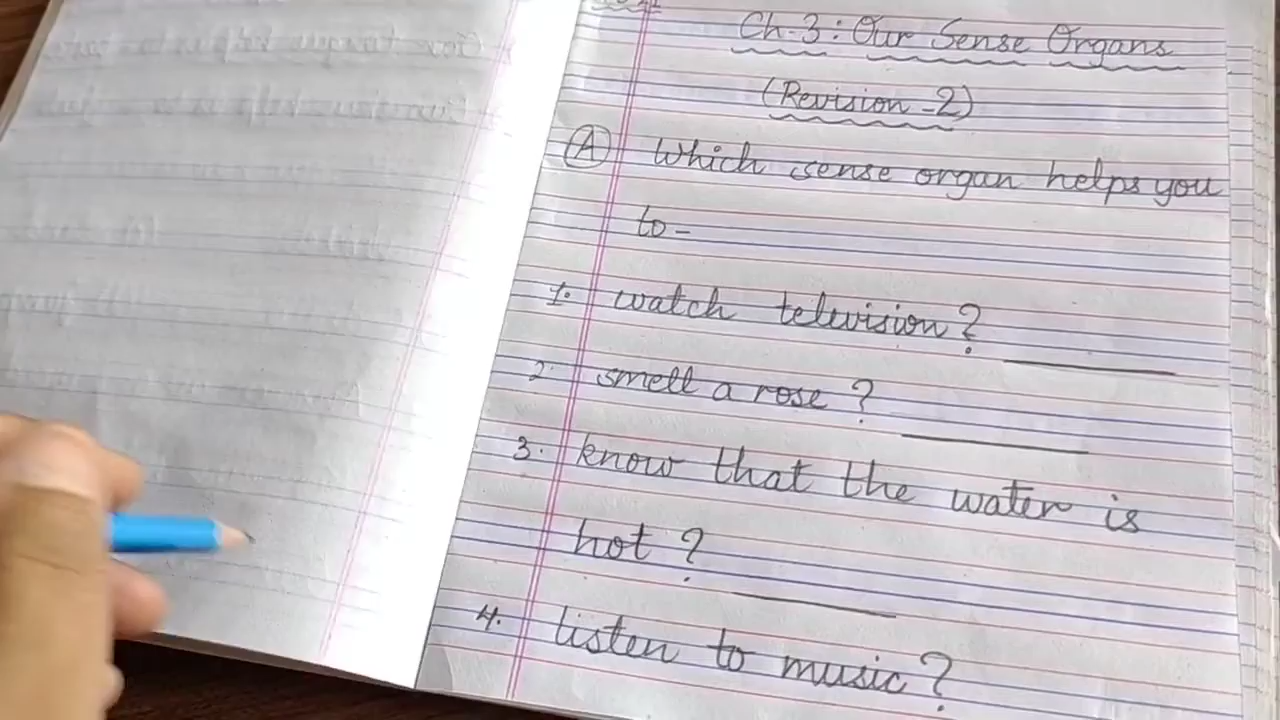 Ch-3: Our Sense Organs
(Revision-2)
A Which sense organ helps you
to-
1. watch television?
2. smell a rose?
3. know that the water is
hot?
4. listen to music?